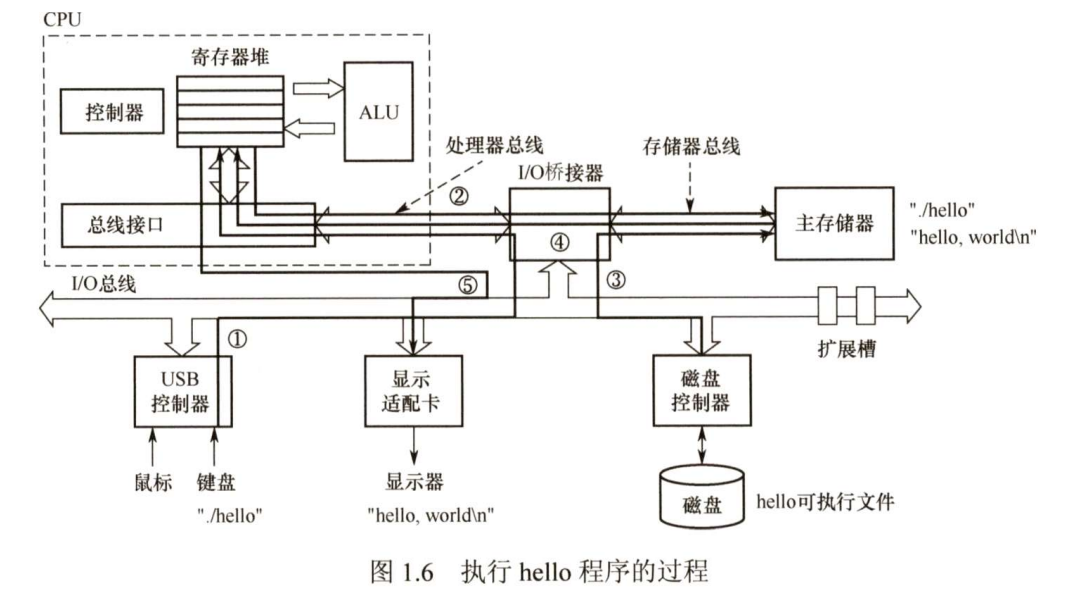 CPU
寄存器堆
控制器
ALU
处理器总线
存储器总线
I/O桥接器
②
总线接口
主存储器
"./hello"
"hello, world\n"
④
I/O总线
⑤
③
①
扩展槽
USB
控制器
显示
适配卡
磁盘
控制器
鼠标
键盘
显示器
"./hello"
"hello, world\n"
磁盘
hello可执行文件
图 1.6 执行 hello 程序的过程